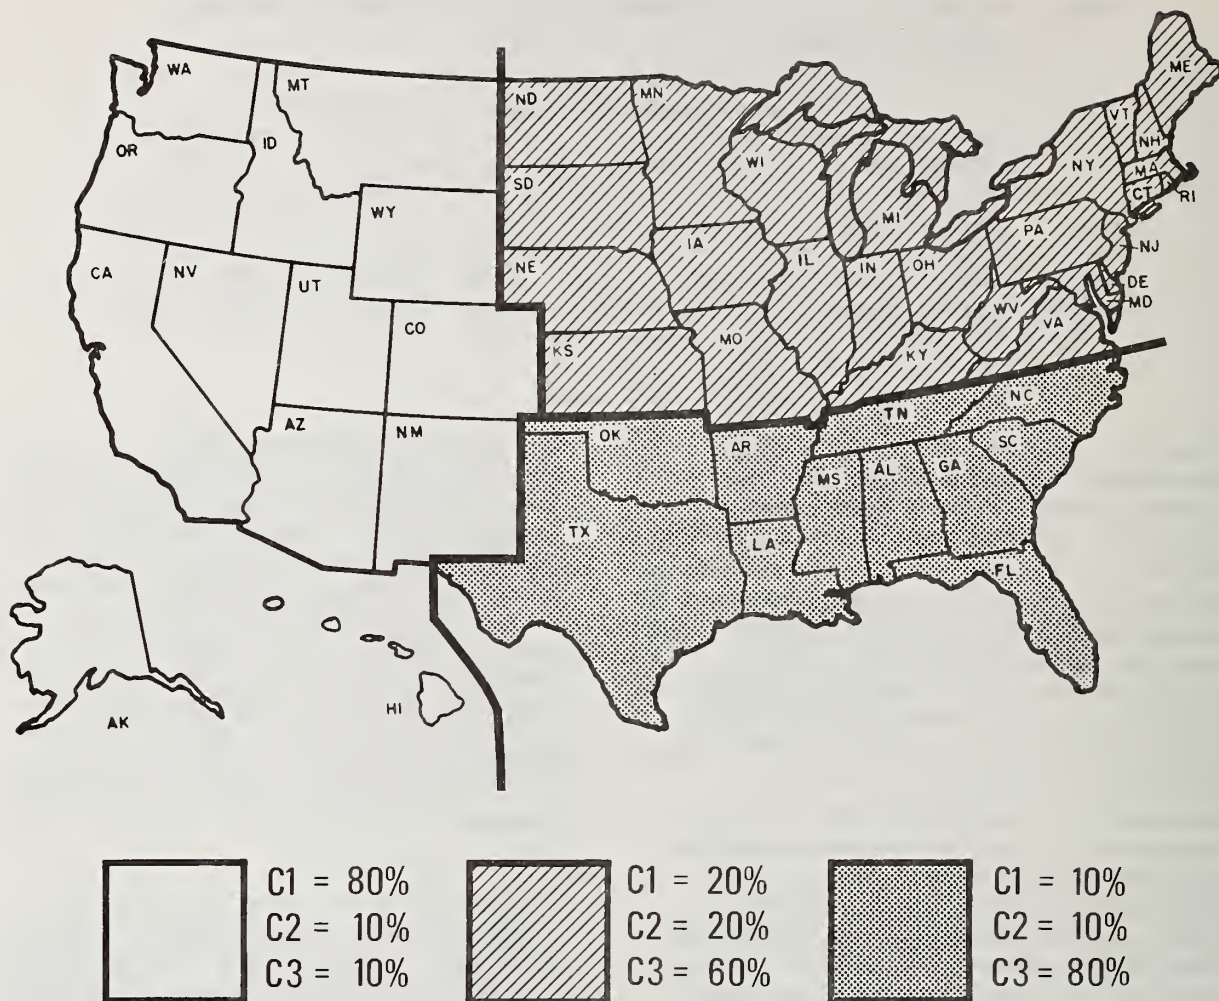 WA
MT
ND
MN
ME
OR
ID
VT
NH
WI
NY
MA
SD
CT
RI
WY
MI
PA
IA
NJ
CA
NV
NE
IL
IN
OH
UT
DE
MD
CO
WV
VA
KS
MO
KY
NC
TN
AZ
NM
OK
AR
SC
MS
AL
GA
TX
LA
FL
AK
HI
C1 = 80%
C2 = 10%
C3 = 10%
C1 = 20%
C2 = 20%
C3 = 60%
C1 = 10%
C2 = 10%
C3 = 80%